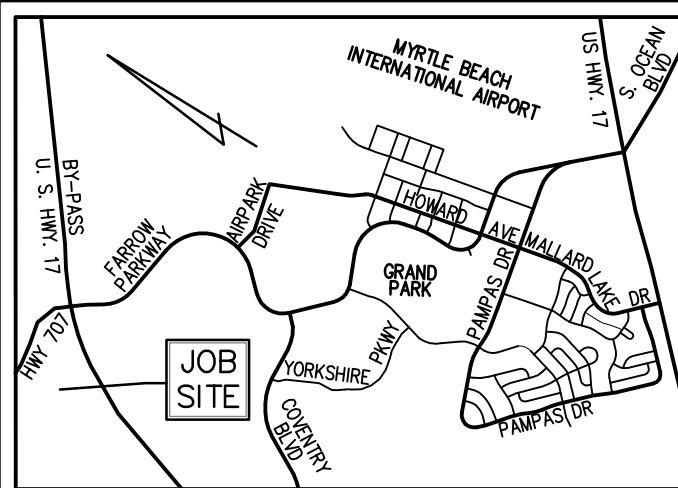 MYRTLE BEACH
INTERNATIONAL AIRPORT
US HWY. 17
S. OCEAN
BLVD
BY-PASS
U. S. HWY. 17
FARROW
PARKWAY
AIRPARK
DRIVE
HOWARD AVE
MALLARD LAKE DR
GRAND
PARK
PAMPAS DR
HWY 707
JOB
SITE
YORKSHIRE PKWY
COVENTRY
BLVD
PAMPAS DR